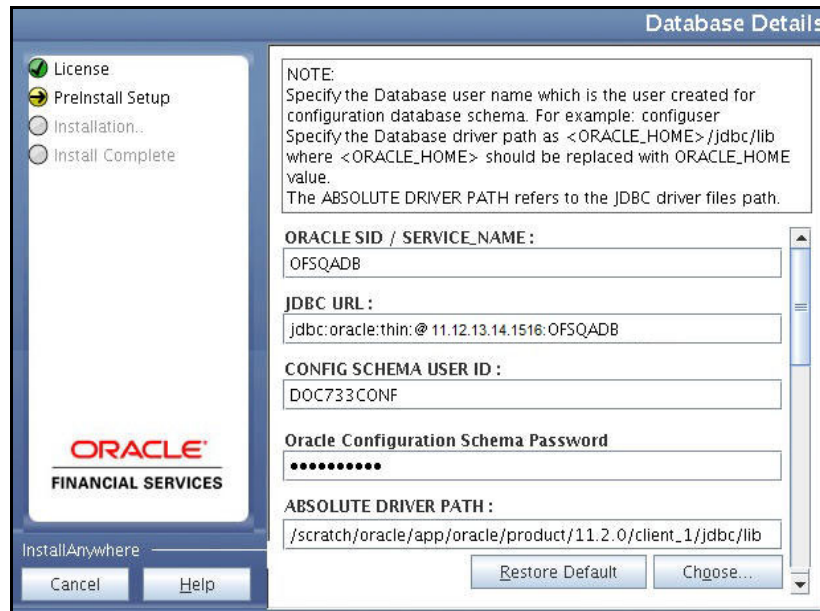 Database Details
License
PreInstall Setup
Installation..
Install Complete
NOTE:
Specify the Database user name which is the user created for
configuration database schema. For example: configuser
Specify the Database driver path as <ORACLE_HOME>/jdbc/lib
where <ORACLE_HOME> should be replaced with ORACLE_HOME
value.
The ABSOLUTE DRIVER PATH refers to the JDBC driver files path.
ORACLE SID / SERVICE_NAME :
OFSQADB
JDBC URL :
jdbc:oracle:thin:@ 11.12.13.14.1516:OFSQADB
CONFIG SCHEMA USER ID :
DOC733CONF
Oracle Configuration Schema Password
••••••••••
ABSOLUTE DRIVER PATH :
/scratch/oracle/app/oracle/product/11.2.0/client_1/jdbc/lib
Restore Default
Choose...
ORACLE
FINANCIAL SERVICES
InstallAnywhere
Cancel
Help